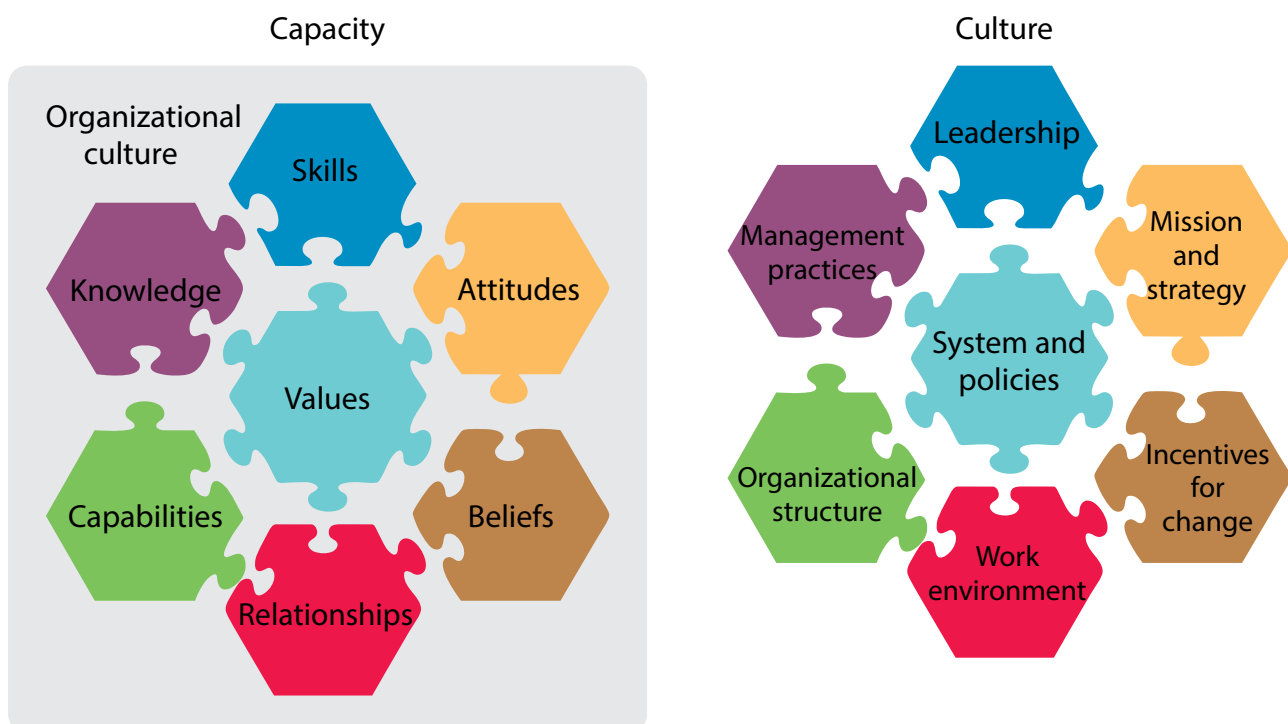 Capacity
Organizational
culture
Skills
Knowledge
Attitudes
Values
Capabilities
Beliefs
Relationships
Culture
Leadership
Management
practices
Mission
and
strategy
System and
policies
Organizational
structure
Incentives
for
change
Work
environment